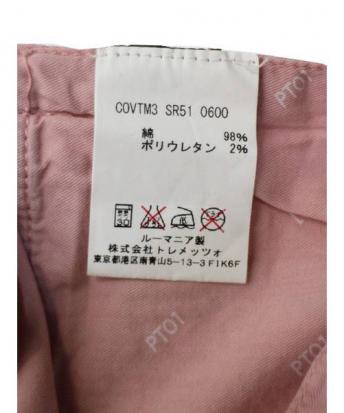 COVTM3 SR51 0600
綿 98%
ポリウレタン 2%
30
ルーマニア製
株式会社トレメッツォ
東京都港区南青山5-13-3 FIK6F
PT01
PT01
PT01
PT01